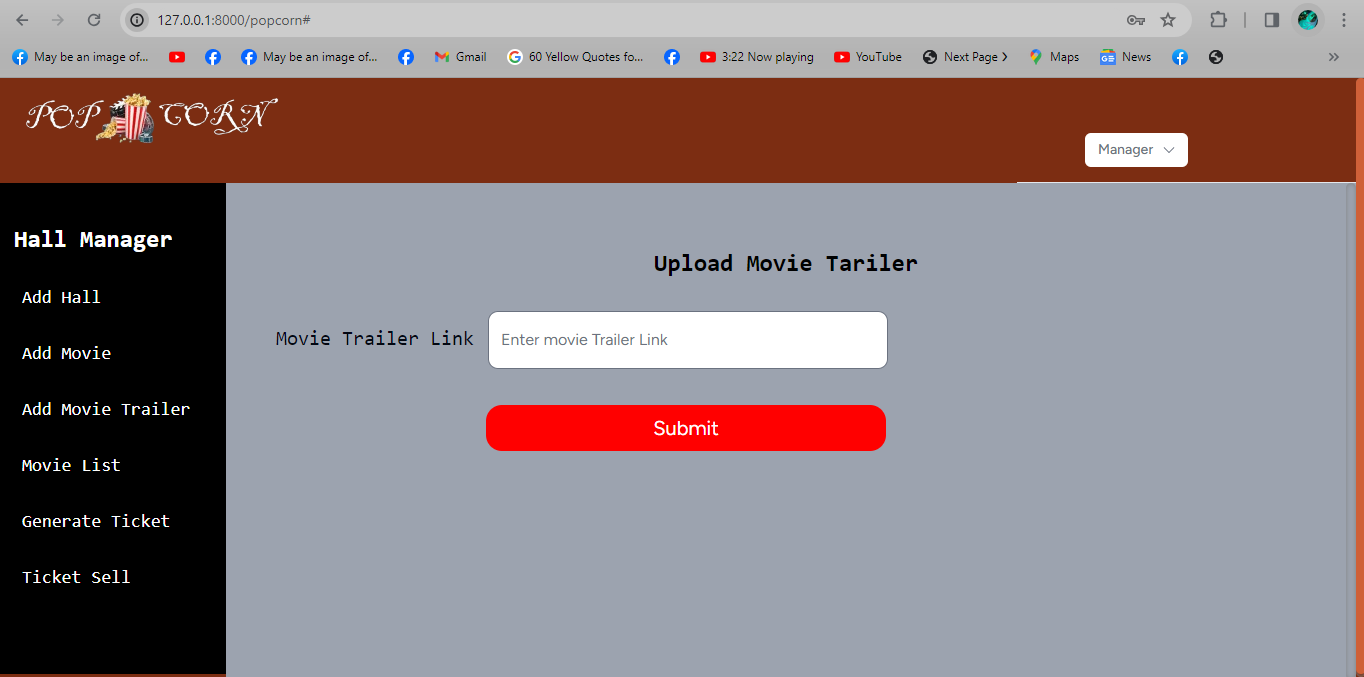 127.0.0.1:8000/popcorn#
May be an image of... May be an image of... Gmail 60 Yellow Quotes fo... 3:22 Now playing YouTube Next Page Maps GE News
POP CORN
Manager
Hall Manager
Add Hall
Add Movie
Add Movie Trailer
Movie List
Generate Ticket
Ticket Sell
Upload Movie Tariler
Movie Trailer Link Enter movie Trailer Link
Submit